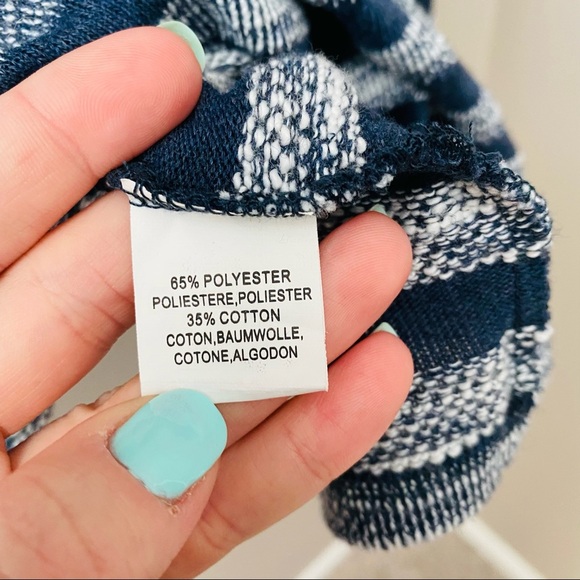 65% POLYESTER
POLIESTERE,POLIESTER
35% COTTON
COTON,BAUMWOLLE,
COTONE,ALGODON